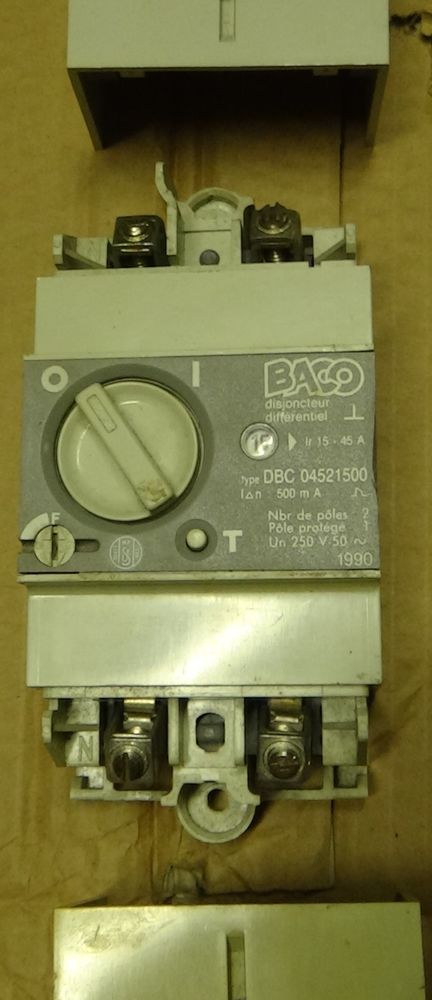 O I
BACO
disjoncteur
différentiel
1P Ir 15 - 45 A
Type DBC 04521500
I∆n 500 m A
Nbr de pôles 2
Pôle protégé 1
Un 250 V 50 ~
1990
F
T
N